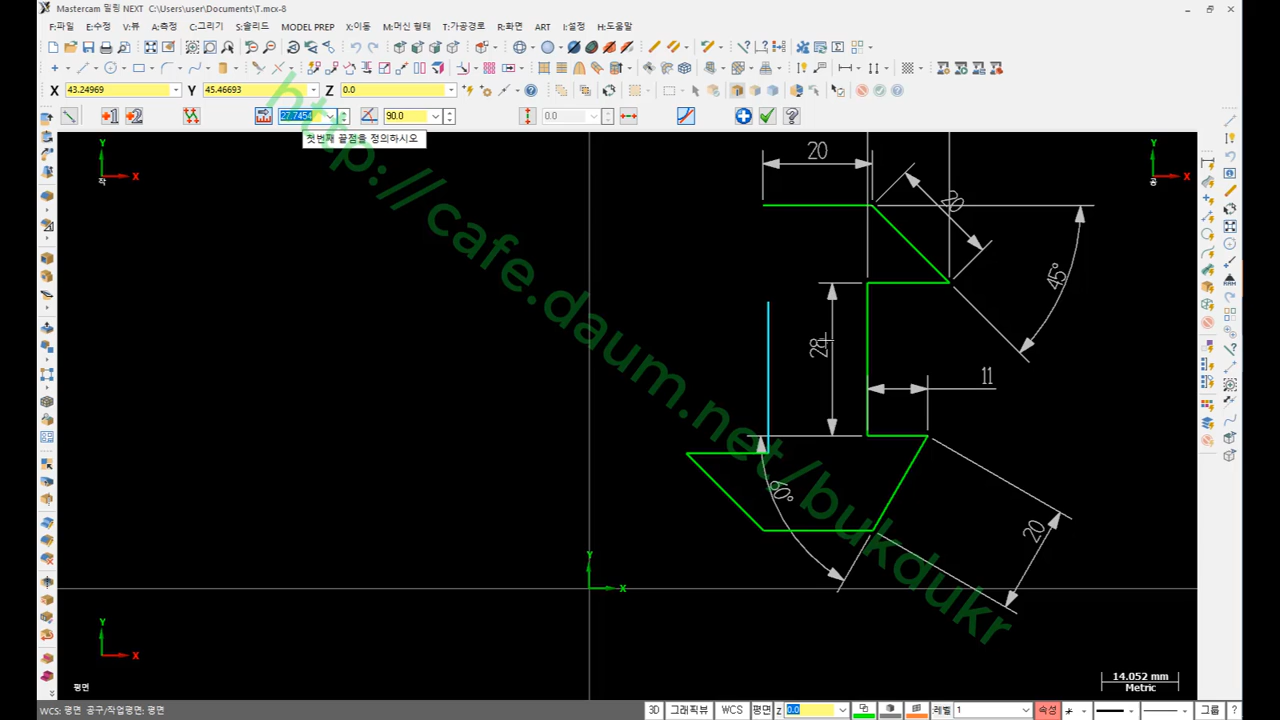 Mastercam 밀링 NEXT  C:\Users\user\Documents\T.mcx-8
F:파일 E:수정 V:뷰 A:측정 C:그리기 S:솔리드 MODEL PREP X:이동 M:머신 형태 T:가공경로 R:화면 ART I:설정 H:도움말
X 43.24969 Y 45.46693 Z 0.0
27.7454 90.0 0.0
첫번째 끝점을 정의하시오
Y
X
작
Y
X
공
20
20
45°
28
11
60°
20
Y
X
Y
X
평면
http://cafe.daum.net/bukdukr
14.052 mm
Metric
WCS: 평면 공구/작업평면: 평면
3D 그래픽뷰 WCS 평면 Z 0.0 레벨 1 속성 그룹 ?